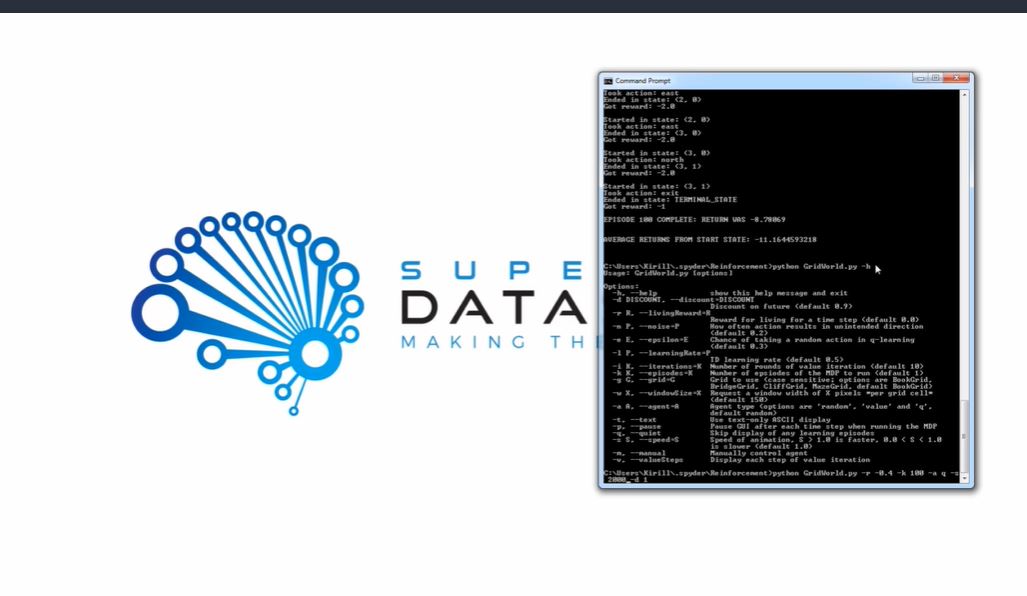 SUPE
DATA
MAKING THE
Command Prompt
Took action: east
Ended in state: (2, 0)
Got reward: -2.0
Started in state: (2, 0)
Took action: east
Ended in state: (3, 0)
Got reward: -2.0
Started in state: (3, 0)
Took action: north
Ended in state: (3, 1)
Got reward: -2.0
Started in state: (3, 1)
Took action: exit
Ended in state: TERMINAL_STATE
Got reward: -1
EPISODE 100 COMPLETE: RETURN WAS -8.78069
AVERAGE RETURNS FROM START STATE: -11.1644593218
C:\Users\Kirill\.spyder\Reinforcement>python GridWorld.py -h
Usage: GridWorld.py [options]
Options:
-h, --help show this help message and exit
-d DISCOUNT, --discount=DISCOUNT
Discount on future (default 0.9)
-r R, --livingReward=R
Reward for living for a time step (default 0.0)
-n P, --noise=P How often action results in unintended direction
(default 0.2)
-e E, --epsilon=E Chance of taking a random action in q-learning
(default 0.3)
-l P, --learningRate=P
TD learning rate (default 0.5)
-i K, --iterations=K Number of rounds of value iteration (default 10)
-k K, --episodes=K Number of epsiodes of the MDP to run (default 1)
-g G, --grid=G Grid to use (case sensitive; options are BookGrid,
BridgeGrid, CliffGrid, MazeGrid, default BookGrid)
-w X, --windowSize=X Request a window width of X pixels *per grid cell*
(default 150)
-a A, --agent=A Agent type (options are 'random', 'value' and 'q',
default random)
-t, --text Use text-only ASCII display
-p, --pause Pause GUI after each time step when running the MDP
-q, --quiet Skip display of any learning episodes
-s S, --speed=S Speed of animation, S > 1.0 is faster, 0.0 < S < 1.0
is slower (default 1.0)
-m, --manual Manually control agent
-v, --valueSteps Display each step of value iteration
C:\Users\Kirill\.spyder\Reinforcement>python GridWorld.py -r -0.4 -k 100 -a q -s
2000 -d 1